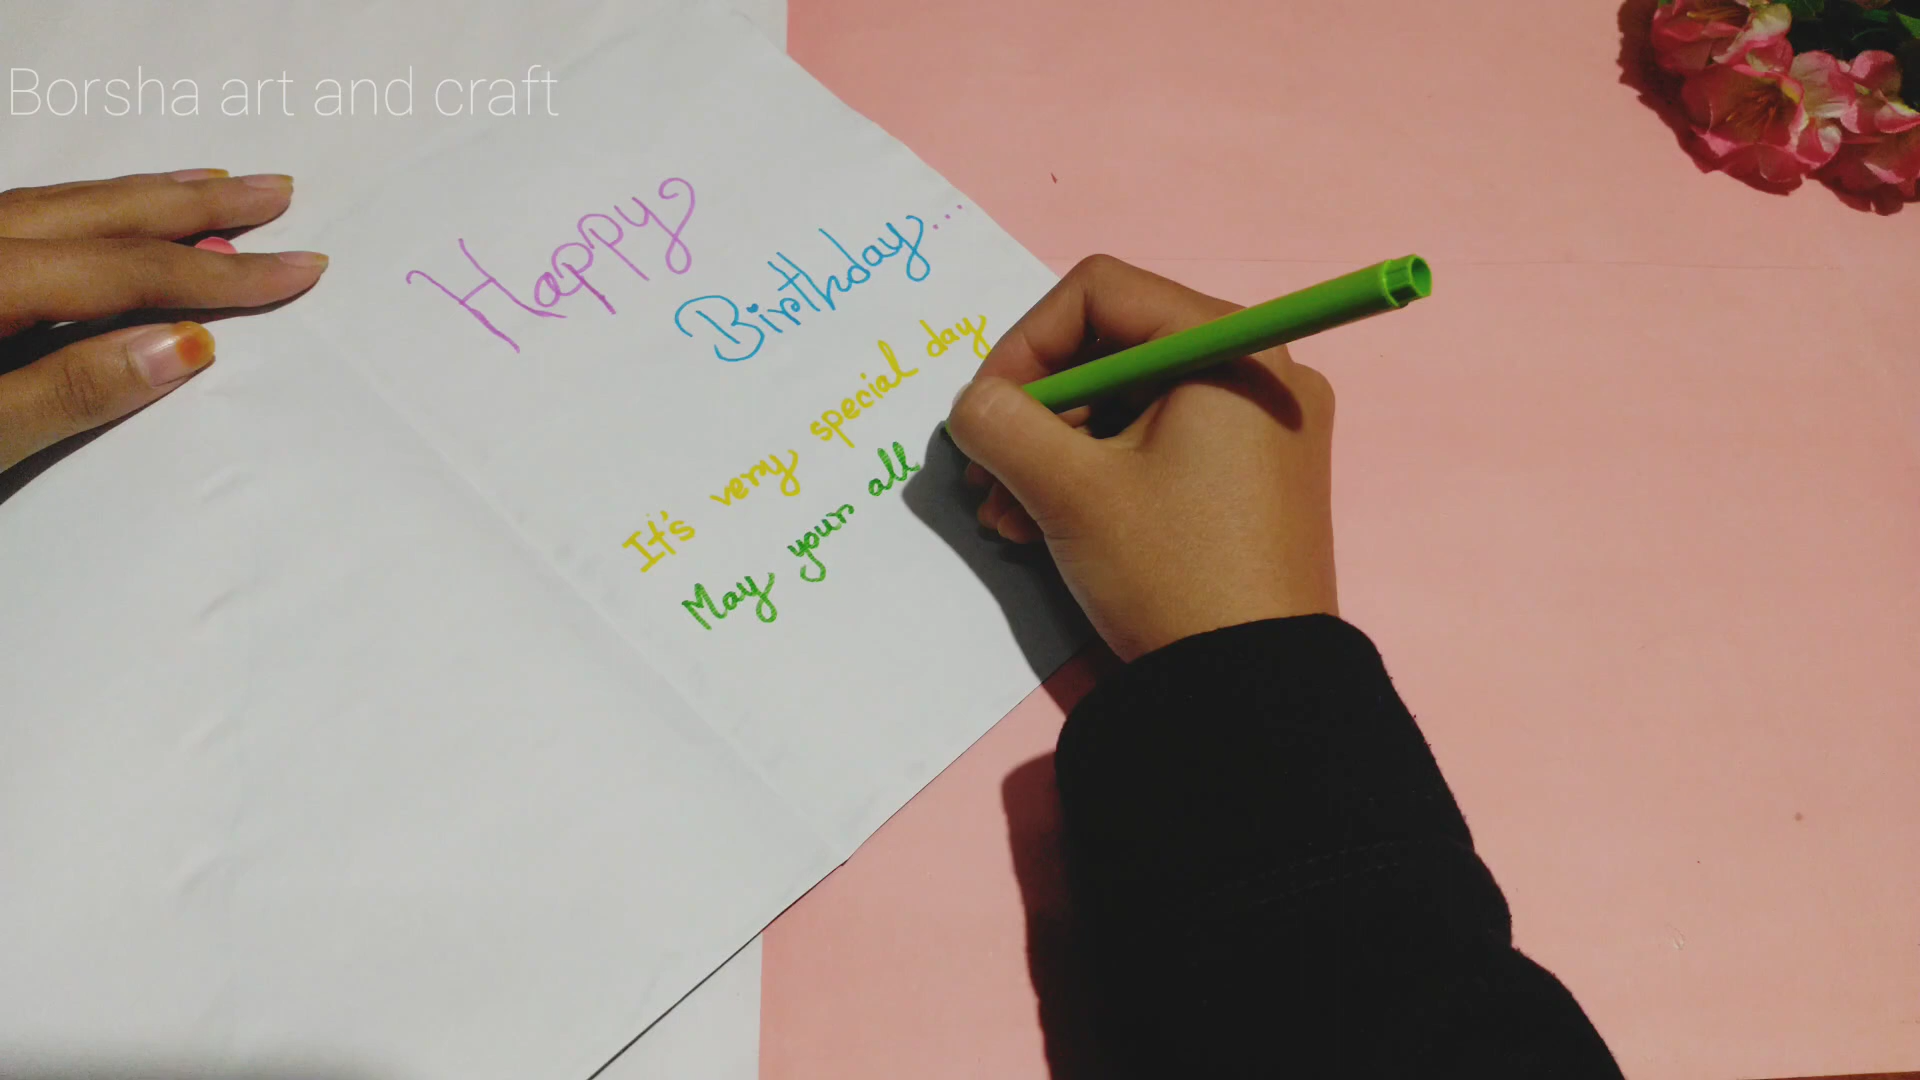 Borsha art and craft
Happy
Birthday...
It's very special day
May your all